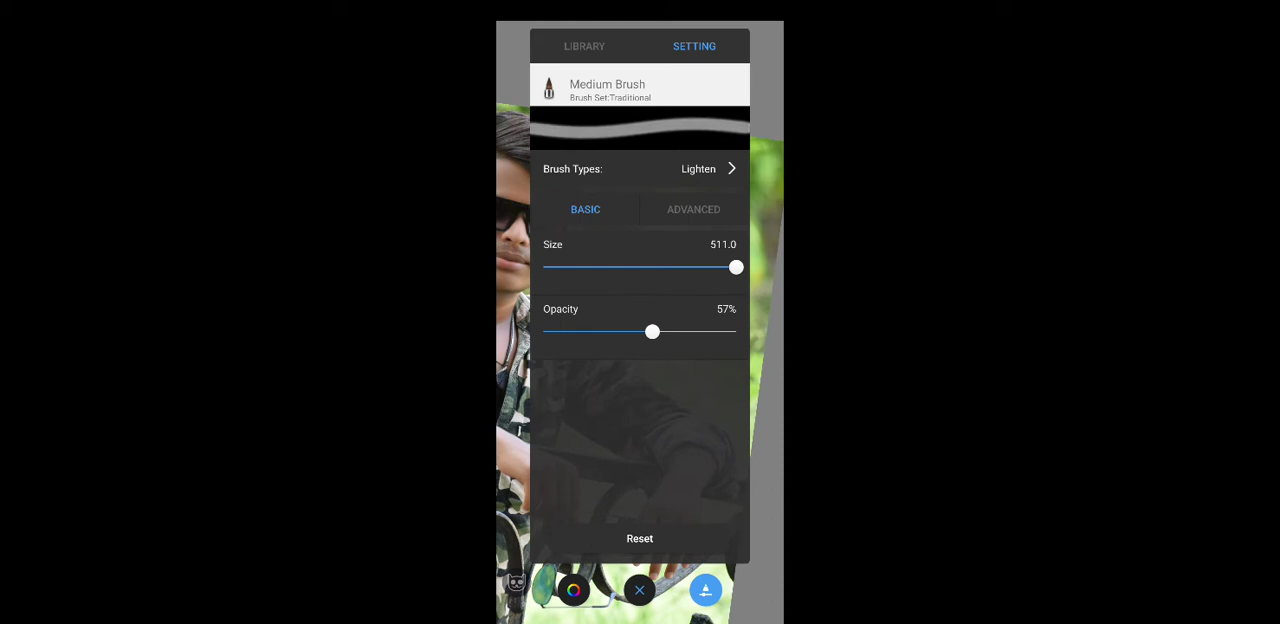 LIBRARY SETTING
Medium Brush
Brush Set:Traditional
Brush Types: Lighten
BASIC ADVANCED
Size 511.0
Opacity 57%
Reset